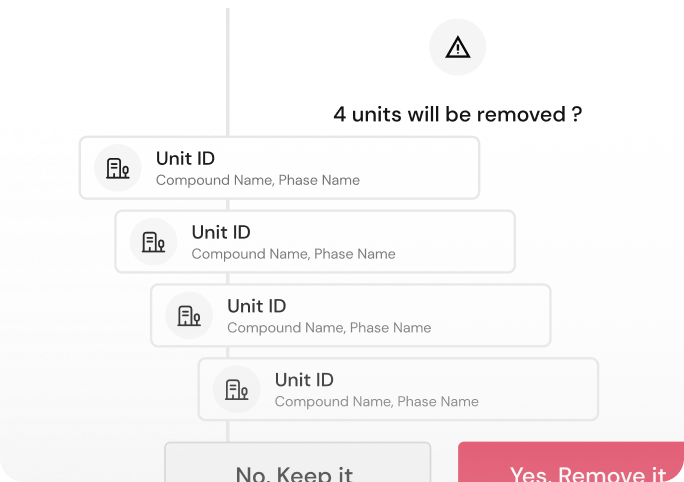 4 units will be removed ?
Unit ID
Compound Name, Phase Name
Unit ID
Compound Name, Phase Name
Unit ID
Compound Name, Phase Name
Unit ID
Compound Name, Phase Name
No, Keep it
Yes, Remove it